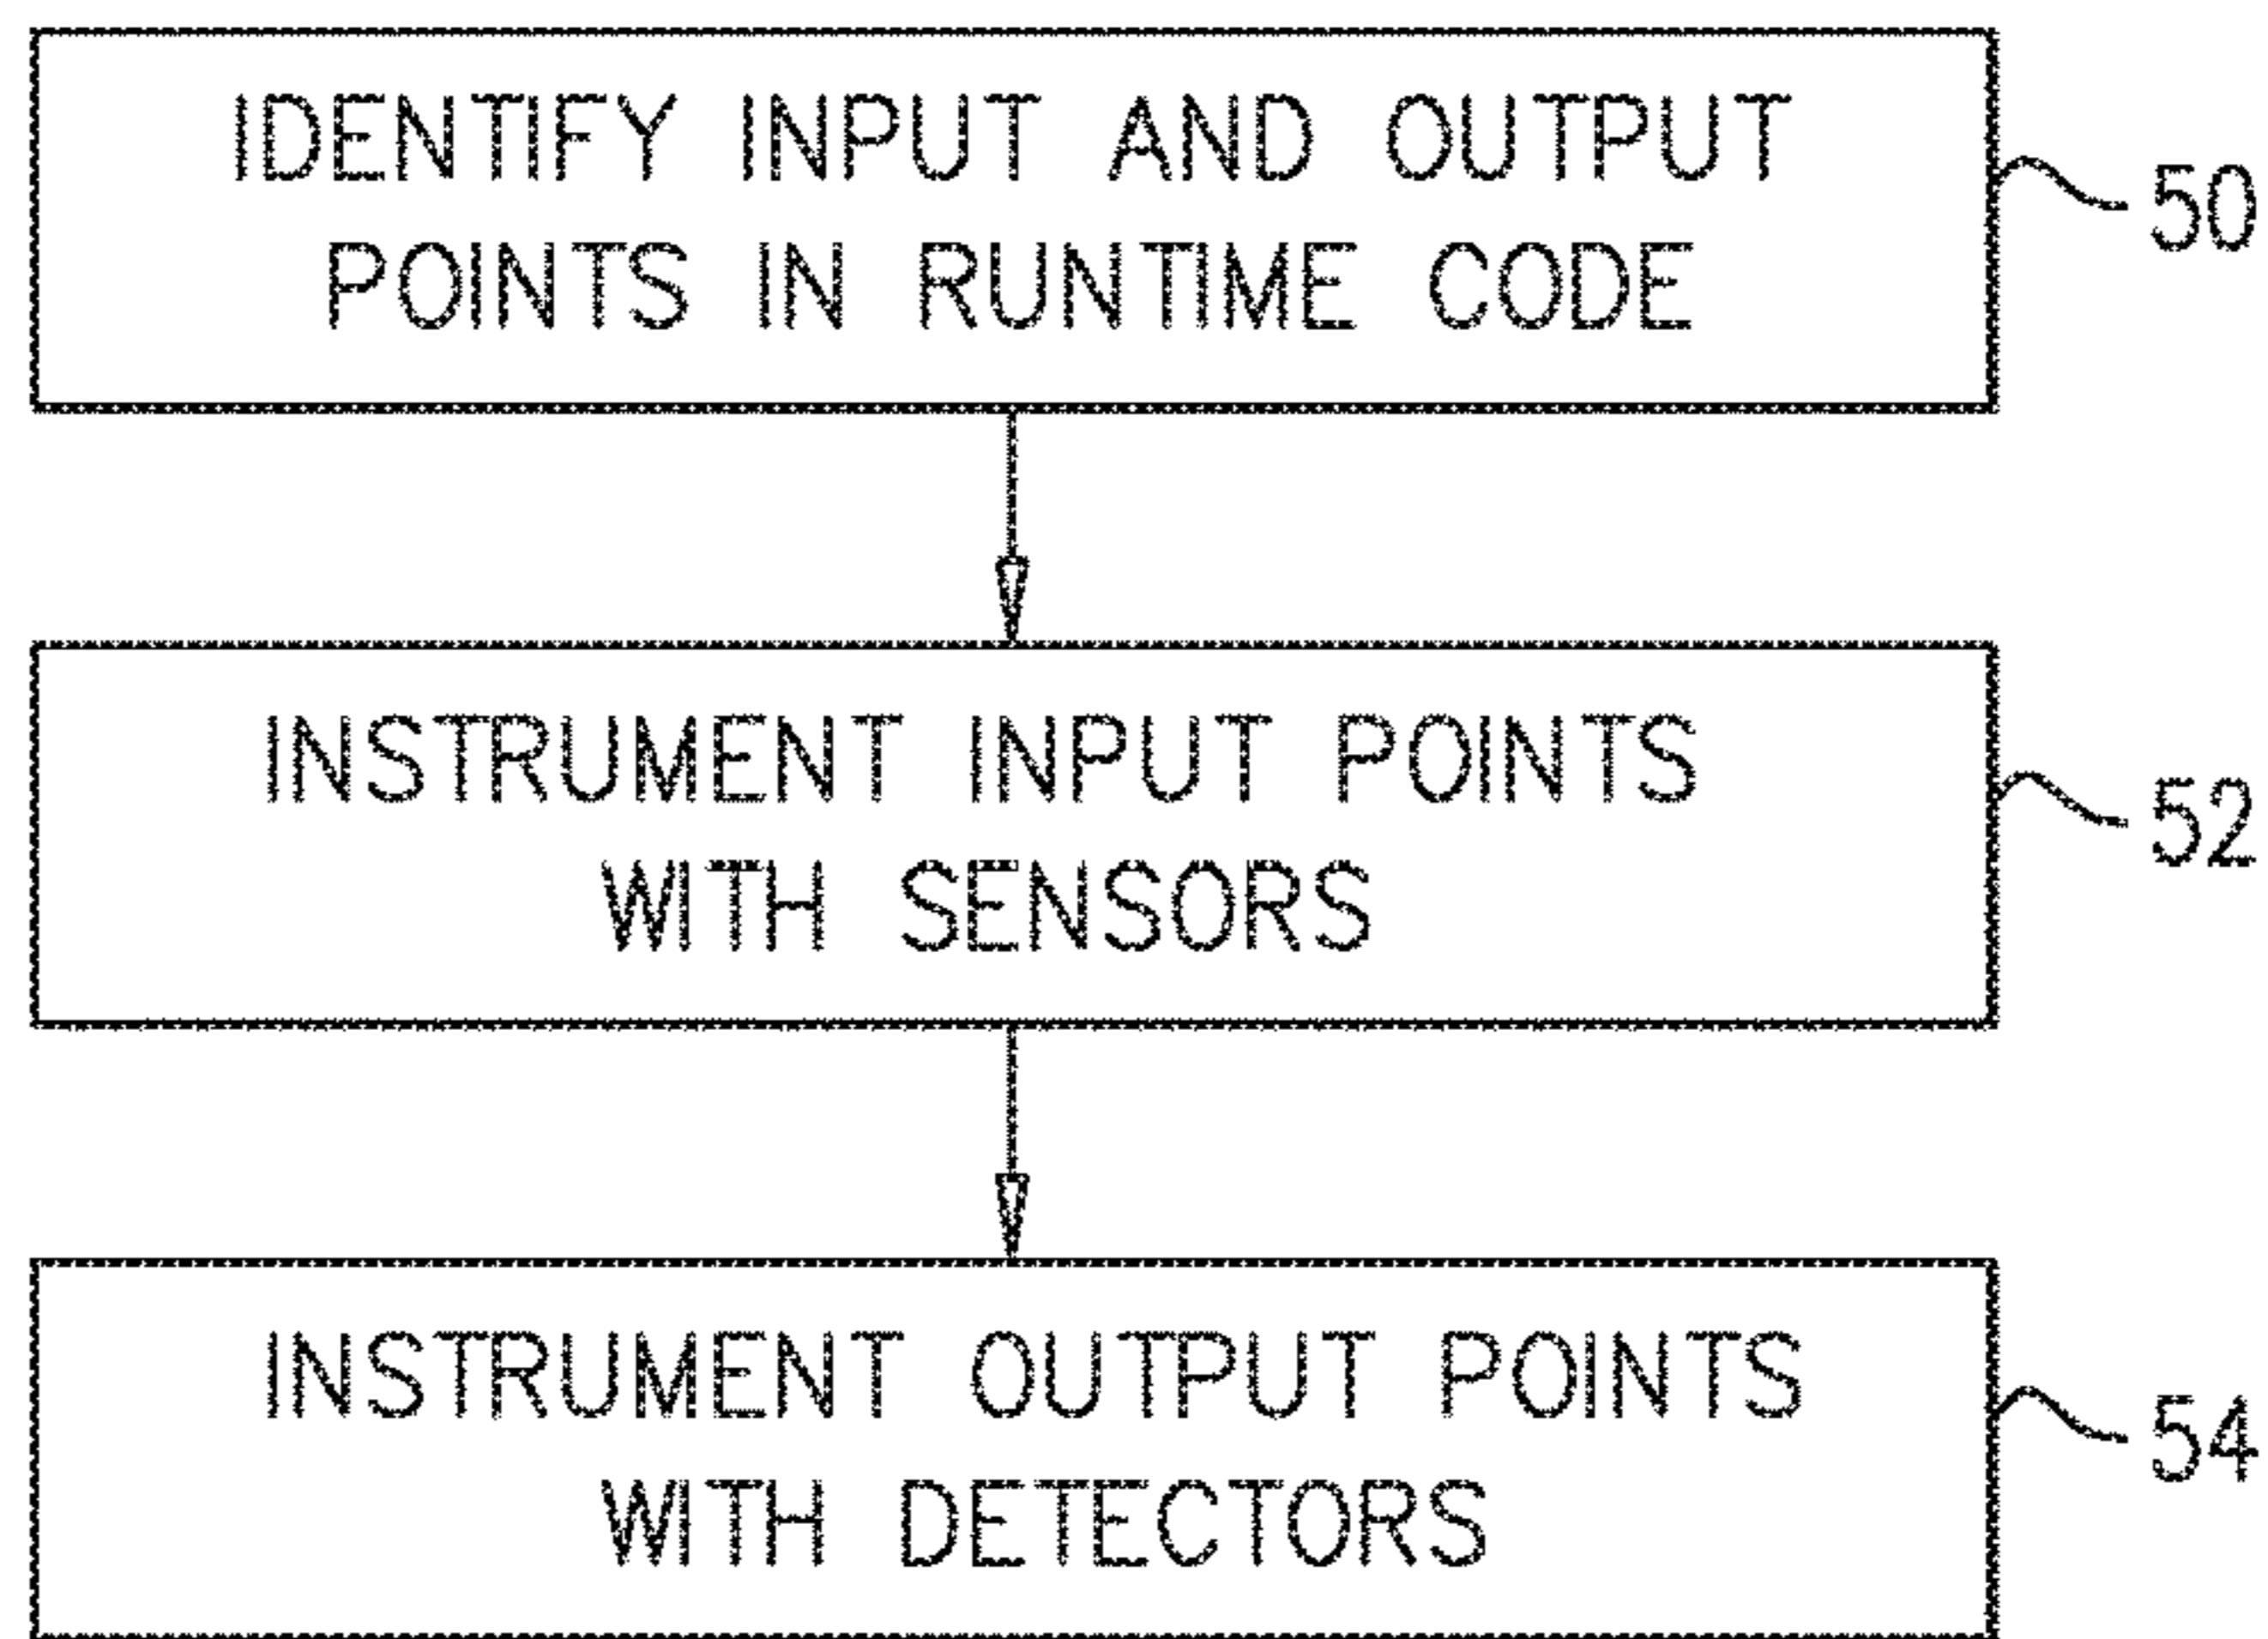 IDENTIFY INPUT AND OUTPUT
POINTS IN RUNTIME CODE
50
INSTRUMENT INPUT POINTS
WITH SENSORS
52
INSTRUMENT OUTPUT POINTS
WITH DETECTORS
54